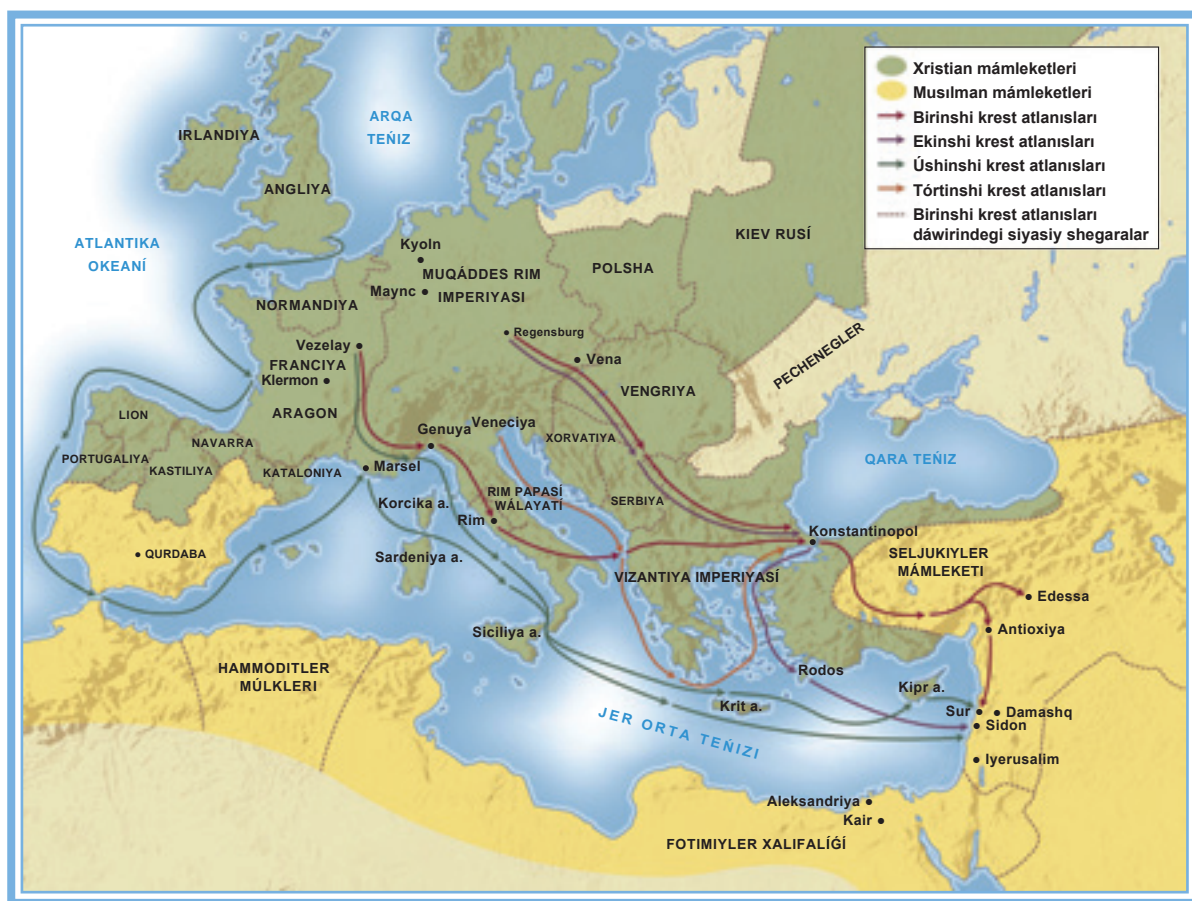 Xristian mámleketleri
Musılman mámleketleri
Birinshi krest atlanısları
Ekinshi krest atlanısları
Úshinshi krest atlanısları
Tórtinshi krest atlanısları
Birinshi krest atlanısları
dáwirindegi siyasiy shegaralar
IRLANDIYA
ARQA
TEŃIZ
ANGLIYA
ATLANTIKA
OKEANÍ
KIEV RUSÍ
Kyoln
POLSHA
MUQÁDDES RIM
IMPERIYASI
Maync
NORMANDIYA
Regensburg
Vezelay
Vena
FRANCIYA
Klermon
VENGRIYA
PECHENEGLER
ARAGON
LION
Genuya
Veneciya
XORVATIYA
NAVARRA
PORTUGALIYA
KASTILIYA
KATALONIYA
Marsel
QARA TEŃIZ
RIM PAPASÍ
WÁLAYATÍ
SERBIYA
Korcika a.
Rim
Konstantinopol
QURDABA
Sardeniya a.
SELJUKIYLER
MÁMLEKETI
VIZANTIYA IMPERIYASÍ
Edessa
Siciliya a.
Antioxiya
HAMMODITLER
MÚLKLERI
Rodos
Kipr a.
Krit a.
Sur
Damashq
Sidon
JER ORTA TEŃIZI
Iyerusalim
Aleksandriya
Kair
FOTIMIYLER XALIFALÍǴÍ